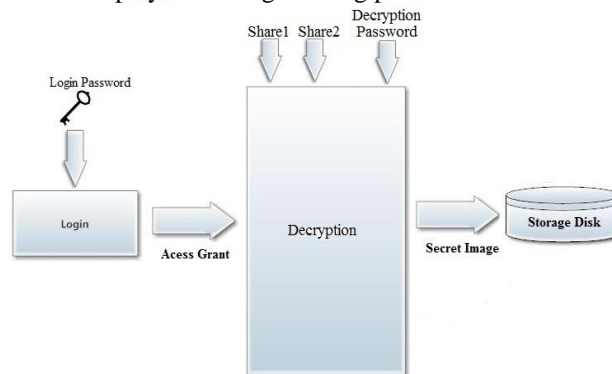 Decryption
Share1 Share2 Password
Login Password
Login
Acess Grant
Decryption
Secret Image
Storage Disk